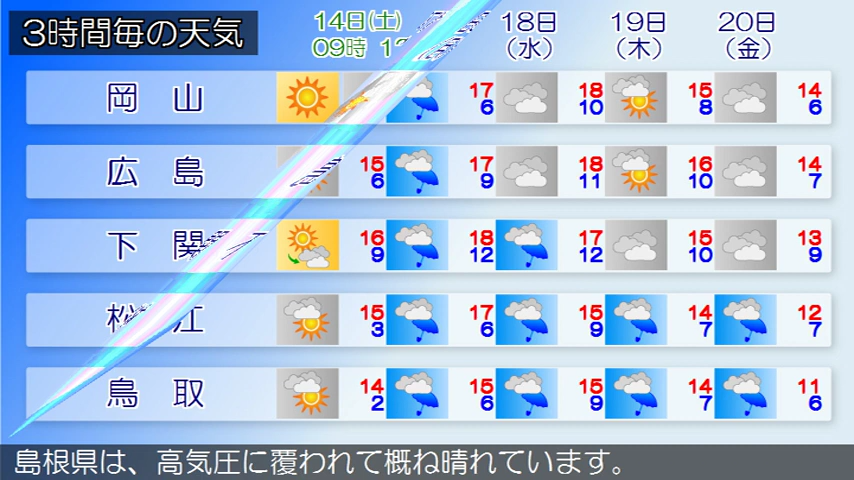 3時間毎の天気
14日(土) 18日 19日 20日
09時 12 (水) (木) (金)
岡山 17 6 18 10 15 8 14 6
広島 15 6 17 9 18 11 16 10 14 7
下関 16 9 18 12 17 12 15 10 13 9
松江 15 3 17 6 15 9 14 7 12 7
鳥取 14 2 15 6 15 9 14 7 11 6
島根県は、高気圧に覆われて概ね晴れています。